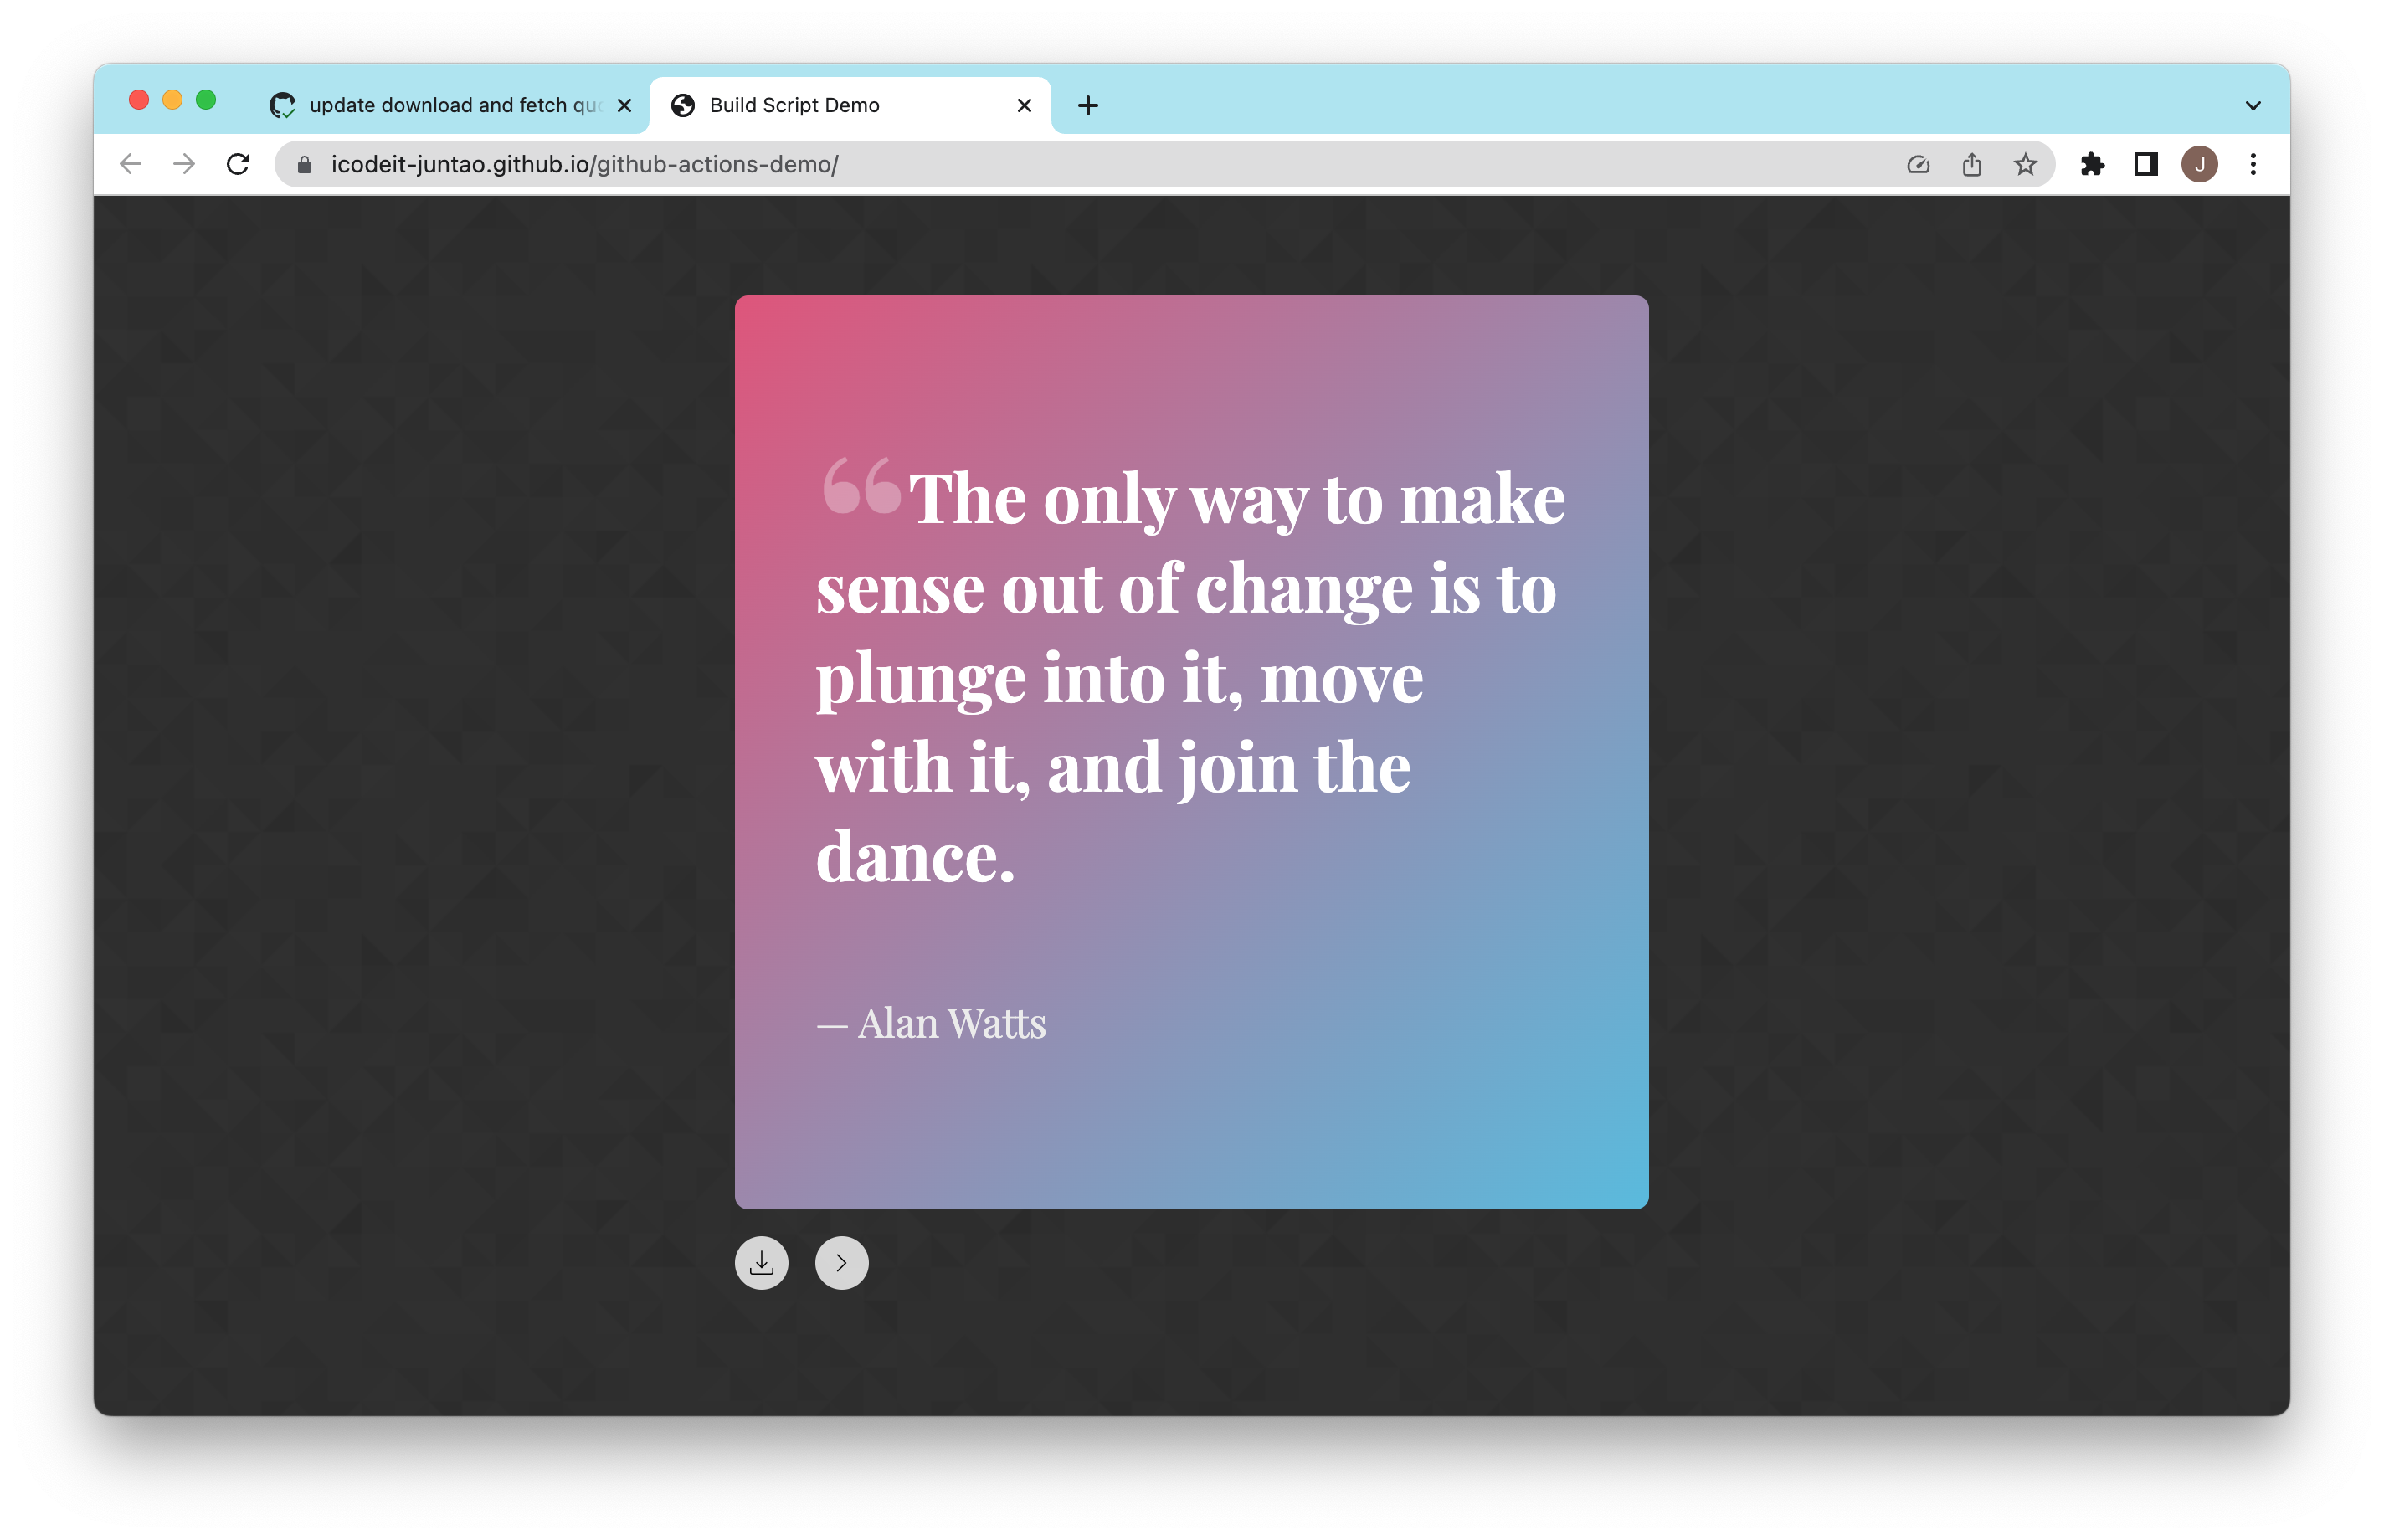 update download and fetch quo
Build Script Demo
icodeit-juntao.github.io/github-actions-demo/
J
“The only way to make
sense out of change is to
plunge into it, move
with it, and join the
dance.
— Alan Watts